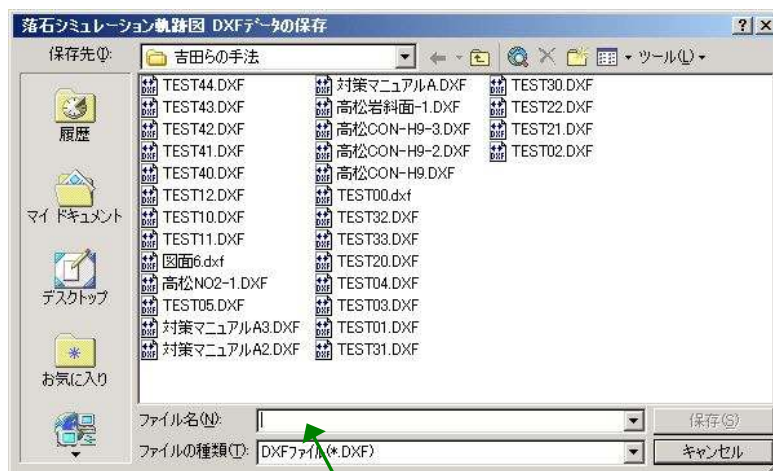 落石シミュレーション軌跡図 DXFデータの保存
保存先(I):
吉田らの手法
ツール(L)
履歴
マイ ドキュメント
デスクトップ
お気に入り
TEST44.DXF
TEST43.DXF
TEST42.DXF
TEST41.DXF
TEST40.DXF
TEST12.DXF
TEST10.DXF
TEST11.DXF
図面6.dxf
高松NO2-1.DXF
TEST05.DXF
対策マニュアルA3.DXF
対策マニュアルA2.DXF
対策マニュアルA.DXF
高松岩斜面-1.DXF
高松CON-H9-3.DXF
高松CON-H9-2.DXF
高松CON-H9.DXF
TEST00.dxf
TEST32.DXF
TEST33.DXF
TEST20.DXF
TEST04.DXF
TEST03.DXF
TEST01.DXF
TEST31.DXF
TEST30.DXF
TEST22.DXF
TEST21.DXF
TEST02.DXF
ファイル名(N):
保存(S)
ファイルの種類(T):
DXFファイル(*.DXF)
キャンセル